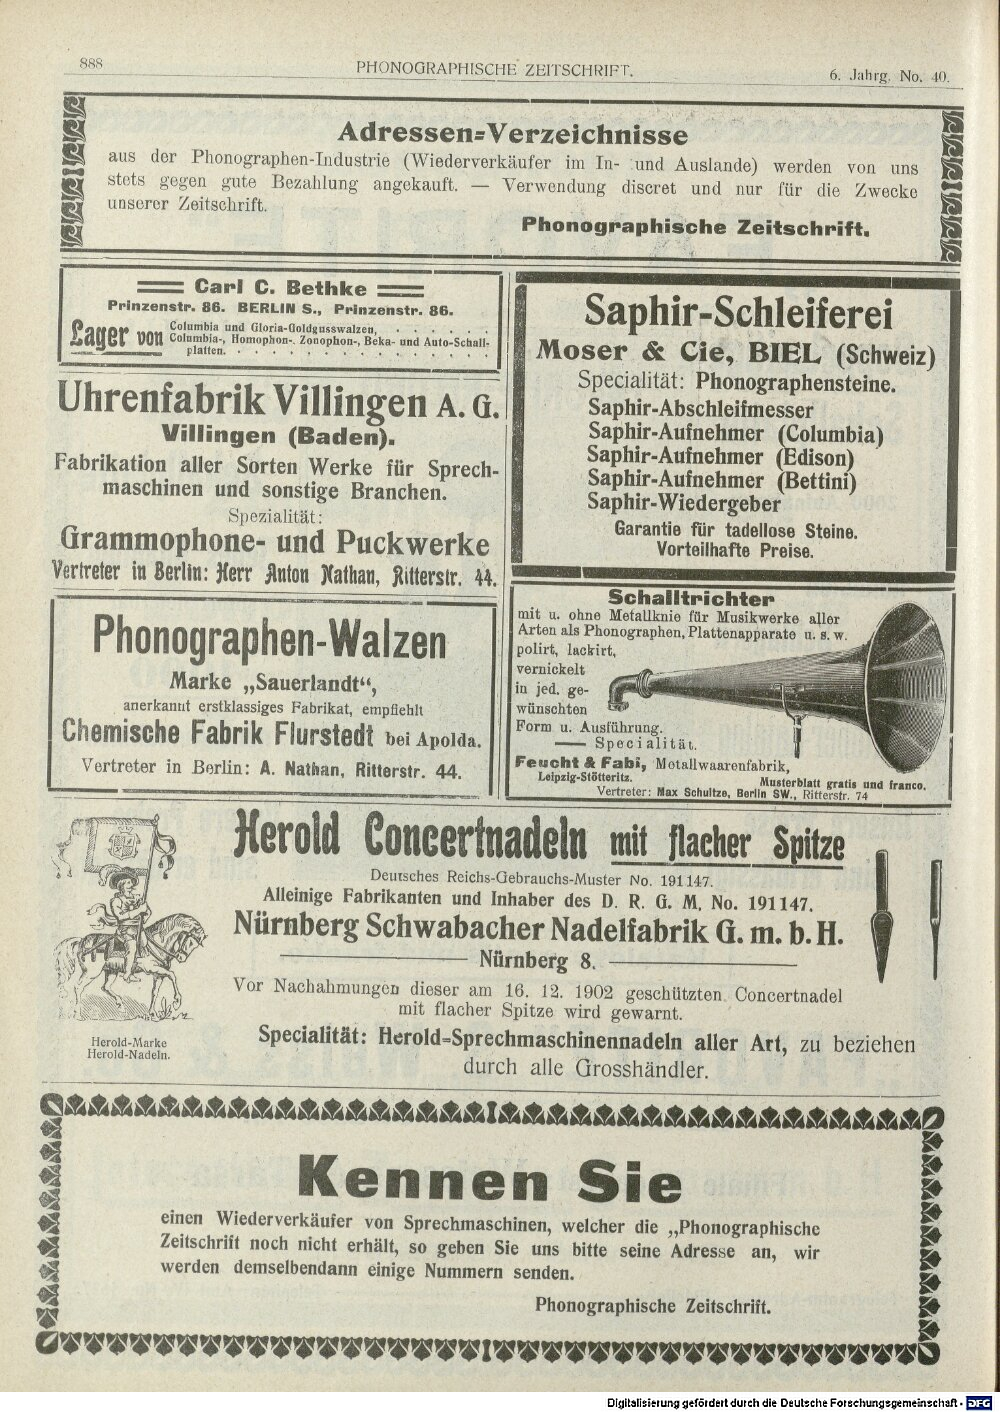 888
PHONOGRAPHISCHE ZEITSCHRIFT.
6. Jahrg. No. 40.
Adressen=Verzeichnisse
aus der Phonographen-Industrie (Wiederverkäufer im In- und Auslande) werden von uns
stets gegen gute Bezahlung angekauft. — Verwendung discret und nur für die Zwecke
unserer Zeitschrift.
Phonographische Zeitschrift.
Carl C. Bethke
Prinzenstr. 86. BERLIN S., Prinzenstr. 86.
Lager von
Columbia und Gloria-Goldgusswalzen, . . . . . . .
Columbia-, Homophon-, Zonophon-, Beka- und Auto-Schall-
platten. . . . . . . . . . . . . . . . . .
Uhrenfabrik Villingen A. G.
Villingen (Baden).
Fabrikation aller Sorten Werke für Sprech-
maschinen und sonstige Branchen.
Spezialität:
Grammophone- und Puckwerke
Vertreter in Berlin: Herr Anton Nathan, Ritterstr. 44.
Saphir-Schleiferei
Moser & Cie, BIEL (Schweiz)
Specialität: Phonographensteine.
Saphir-Abschleifmesser
Saphir-Aufnehmer (Columbia)
Saphir-Aufnehmer (Edison)
Saphir-Aufnehmer (Bettini)
Saphir-Wiedergeber
Garantie für tadellose Steine.
Vorteilhafte Preise.
Phonographen-Walzen
Marke „Sauerlandt“,
anerkannt erstklassiges Fabrikat, empfiehlt
Chemische Fabrik Flurstedt bei Apolda.
Vertreter in Berlin: A. Nathan, Ritterstr. 44.
Schalltrichter
mit u. ohne Metallknie für Musikwerke aller
Arten als Phonographen, Plattenapparate u. s. w.
polirt, lackirt,
vernickelt
in jed. ge-
wünschten
Form u. Ausführung.
— Specialität.
Feucht & Fabi, Metallwaarenfabrik,
Leipzig-Stötteritz.
Musterblatt gratis und franco.
Vertreter: Max Schultze, Berlin SW., Ritterstr. 74
Herold Concertnadeln mit flacher Spitze
Deutsches Reichs-Gebrauchs-Muster No. 191147.
Alleinige Fabrikanten und Inhaber des D. R. G. M. No. 191147.
Nürnberg Schwabacher Nadelfabrik G. m. b. H.
Nürnberg 8.
Vor Nachahmungen dieser am 16. 12. 1902 geschützten Concertnadel
mit flacher Spitze wird gewarnt.
Herold-Marke
Herold-Nadeln.
Specialität: Herold=Sprechmaschinennadeln aller Art, zu beziehen
durch alle Grosshändler.
Kennen Sie
einen Wiederverkäufer von Sprechmaschinen, welcher die „Phonographische
Zeitschrift noch nicht erhält, so geben Sie uns bitte seine Adresse an, wir
werden demselbendann einige Nummern senden.
Phonographische Zeitschrift.
Digitalisierung gefördert durch die Deutsche Forschungsgemeinschaft - DFG